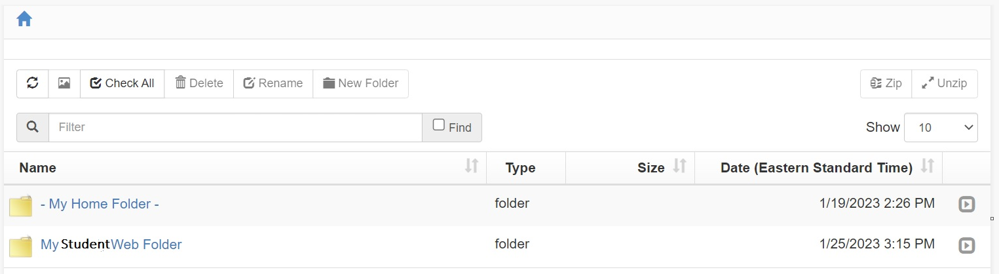 Check All Delete Rename New Folder Zip Unzip
Filter Find Show 10
Name Type Size Date (Eastern Standard Time)
- My Home Folder - folder 1/19/2023 2:26 PM
My Student Web Folder folder 1/25/2023 3:15 PM